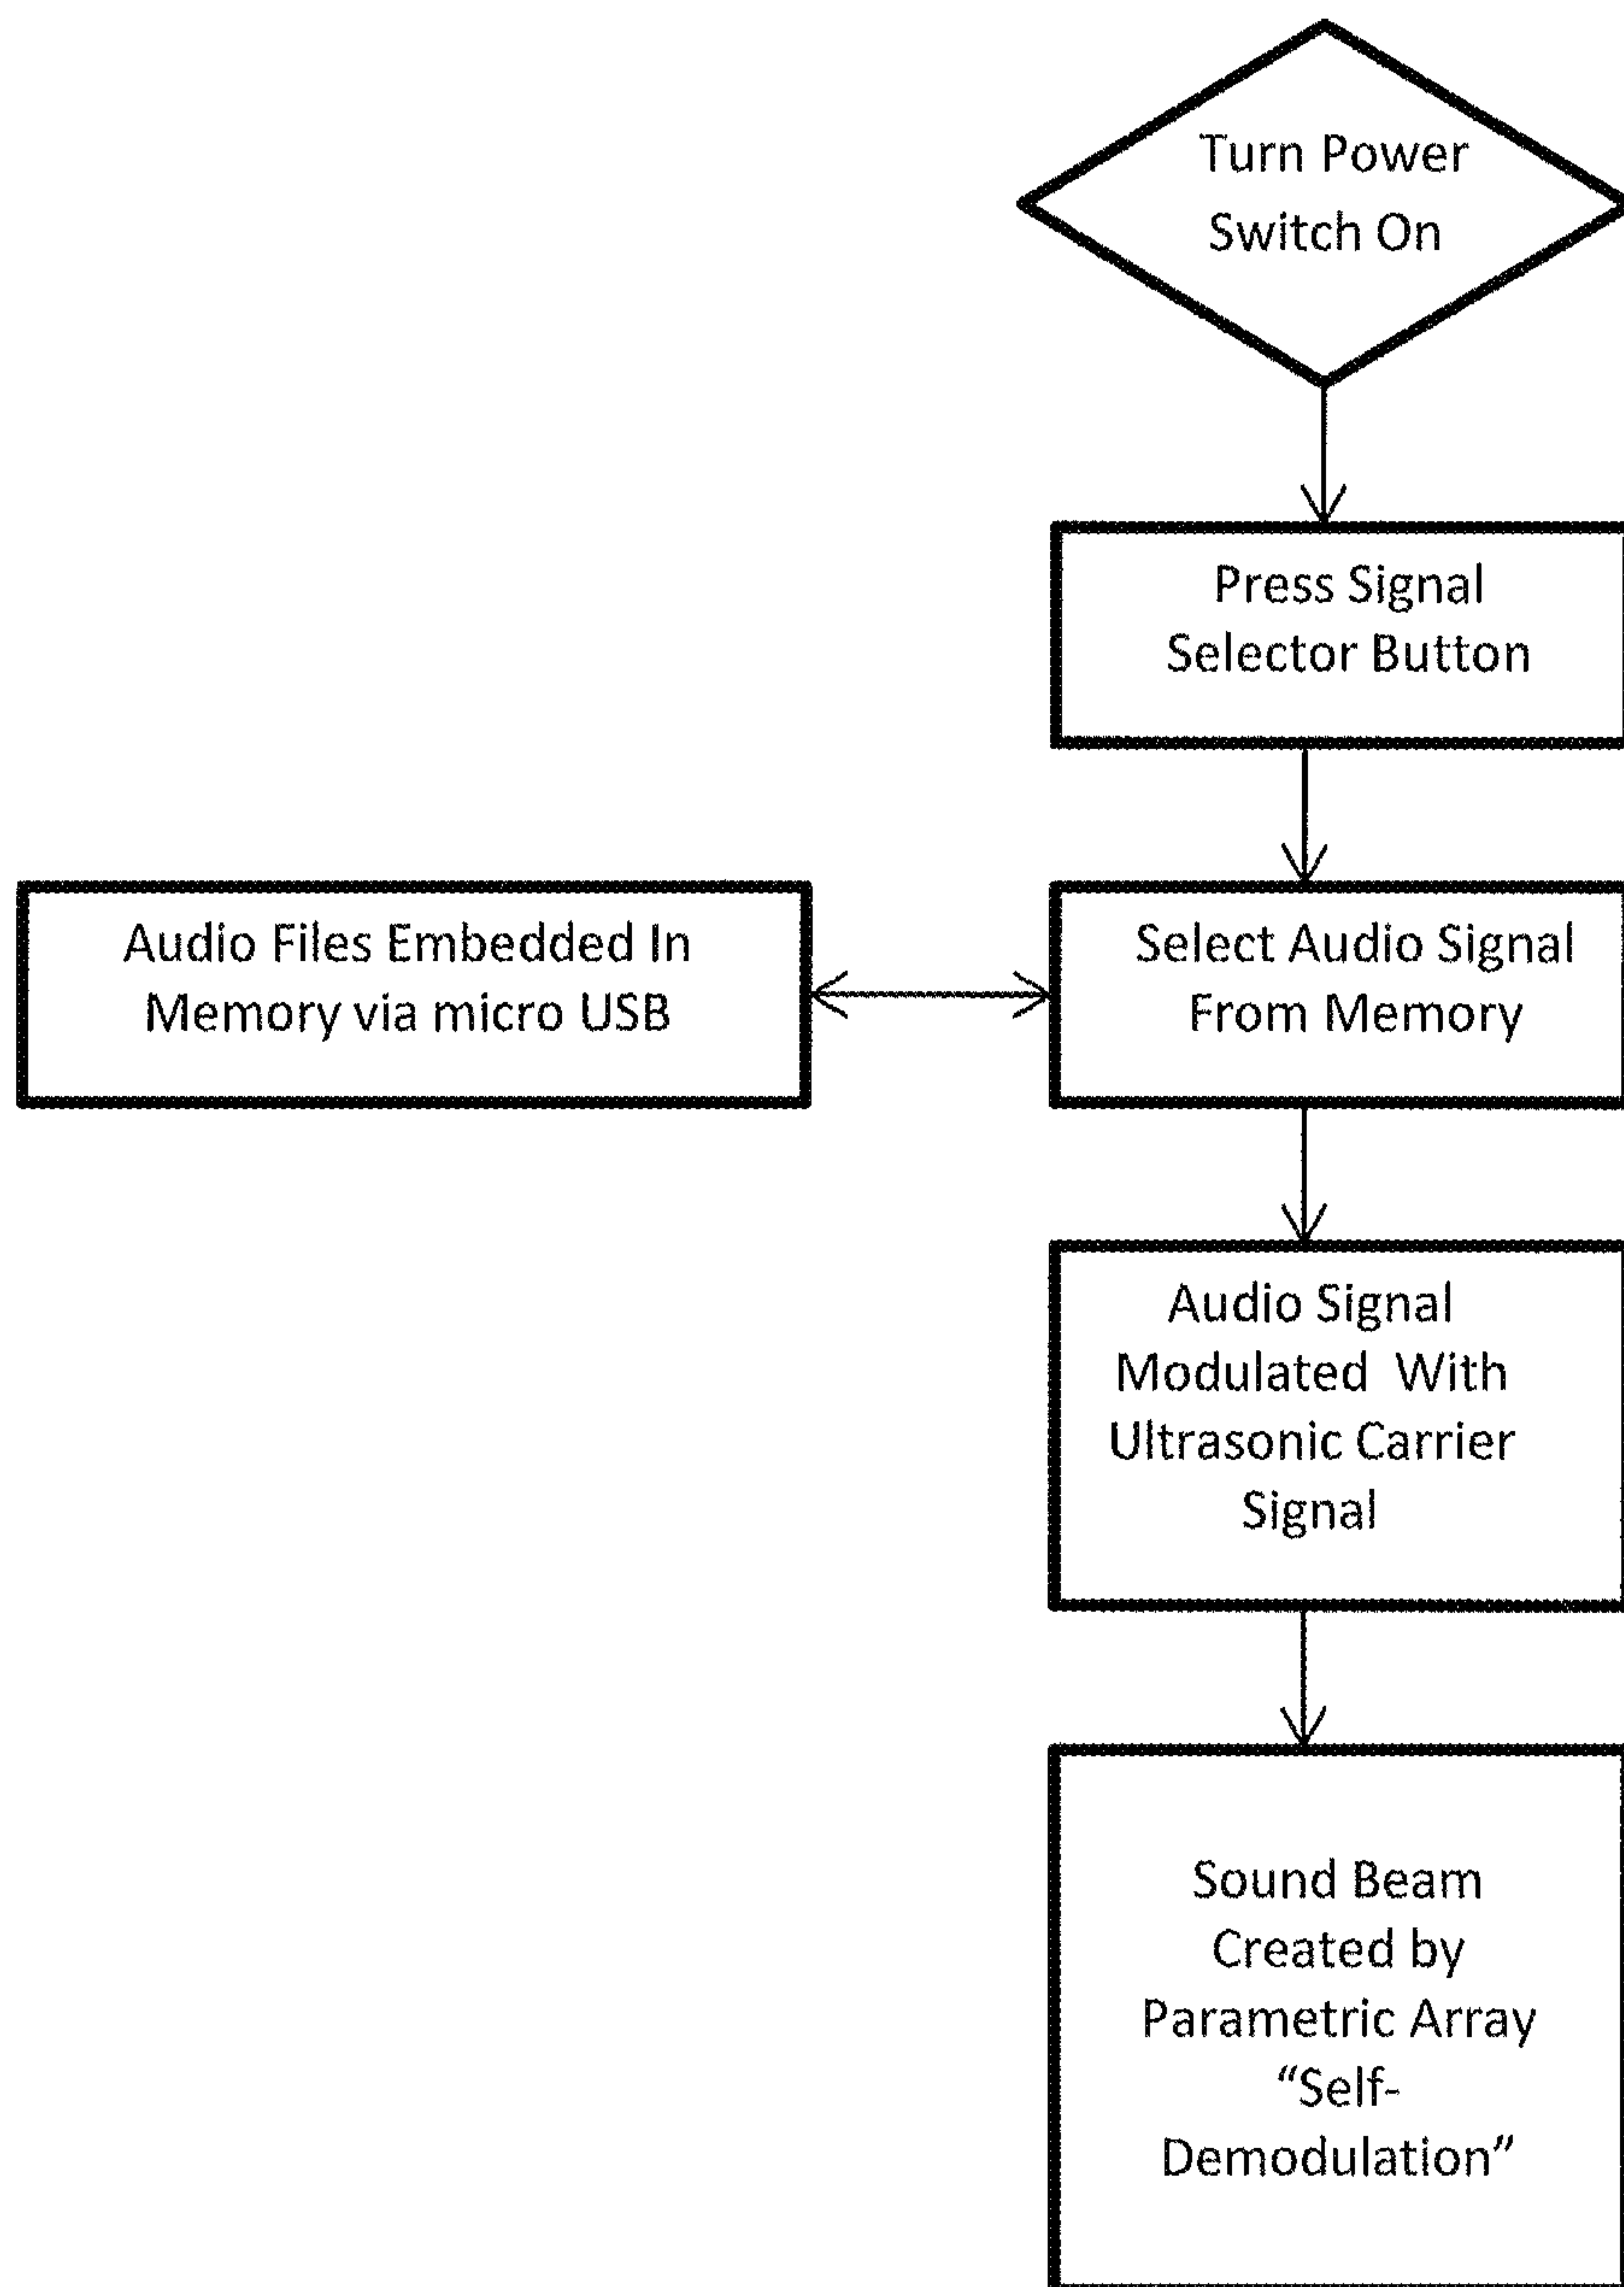 Turn Power
Switch On
Press Signal
Selector Button
Audio Files Embedded In
Memory via micro USB
Select Audio Signal
From Memory
Audio Signal
Modulated  With
Ultrasonic Carrier
Signal
Sound Beam
Created by
Parametric Array
“Self-
Demodulation”